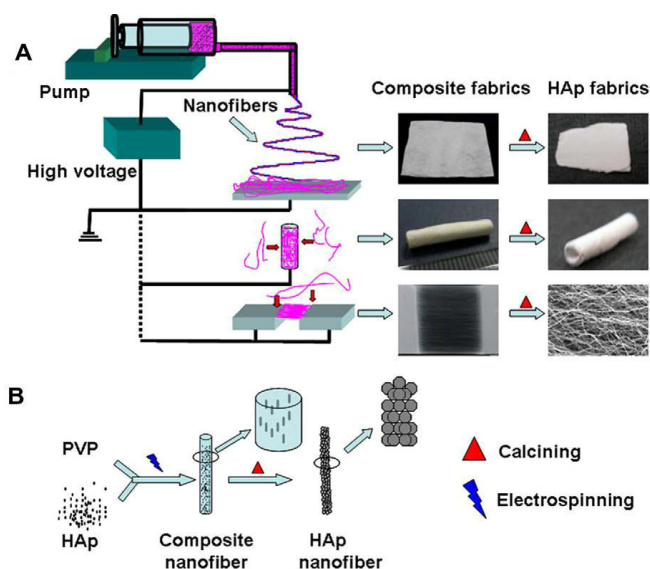 A
Pump
Nanofibers
High voltage
Composite fabrics
HAp fabrics
B
PVP
HAp
Composite
nanofiber
HAp
nanofiber
Calcining
Electrospinning